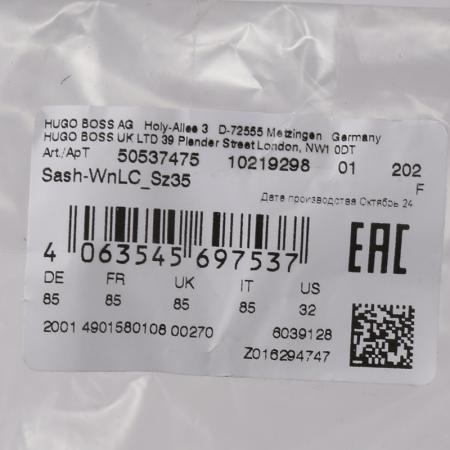 HUGO BOSS AG Holy-Allee 3 D-72555 Metzingen Germany
HUGO BOSS UK LTD 39 Plender Street London, NW1 0DT
Art./АрТ 50537475 10219298 01 202
Sash-WnLC_Sz35 F
Дата производства Октябрь 24
4 063545 697537 EAC
DE FR UK IT US
85 85 85 85 32
2001 4901580108 00270 6039128
Z016294747